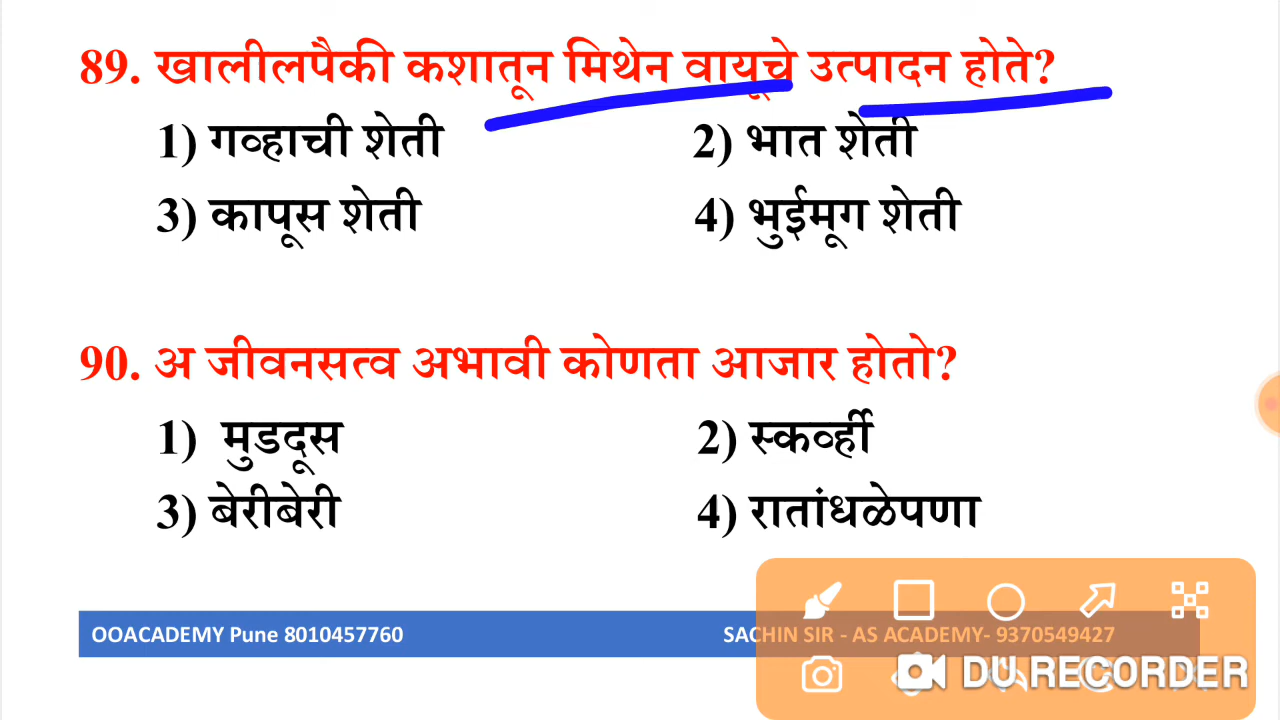 89. खालीलपैकी कशातून मिथेन वायूचे उत्पादन होते?
1) गव्हाची शेती 2) भात शेती
3) कापूस शेती 4) भुईमूग शेती
90. अ जीवनसत्व अभावी कोणता आजार होतो?
1) मुडदूस 2) स्कर्व्ही
3) बेरीबेरी 4) रातांधळेपणा
OOACADEMY Pune 8010457760 SACHIN SIR - AS ACADEMY- 9370549427
DU RECORDER